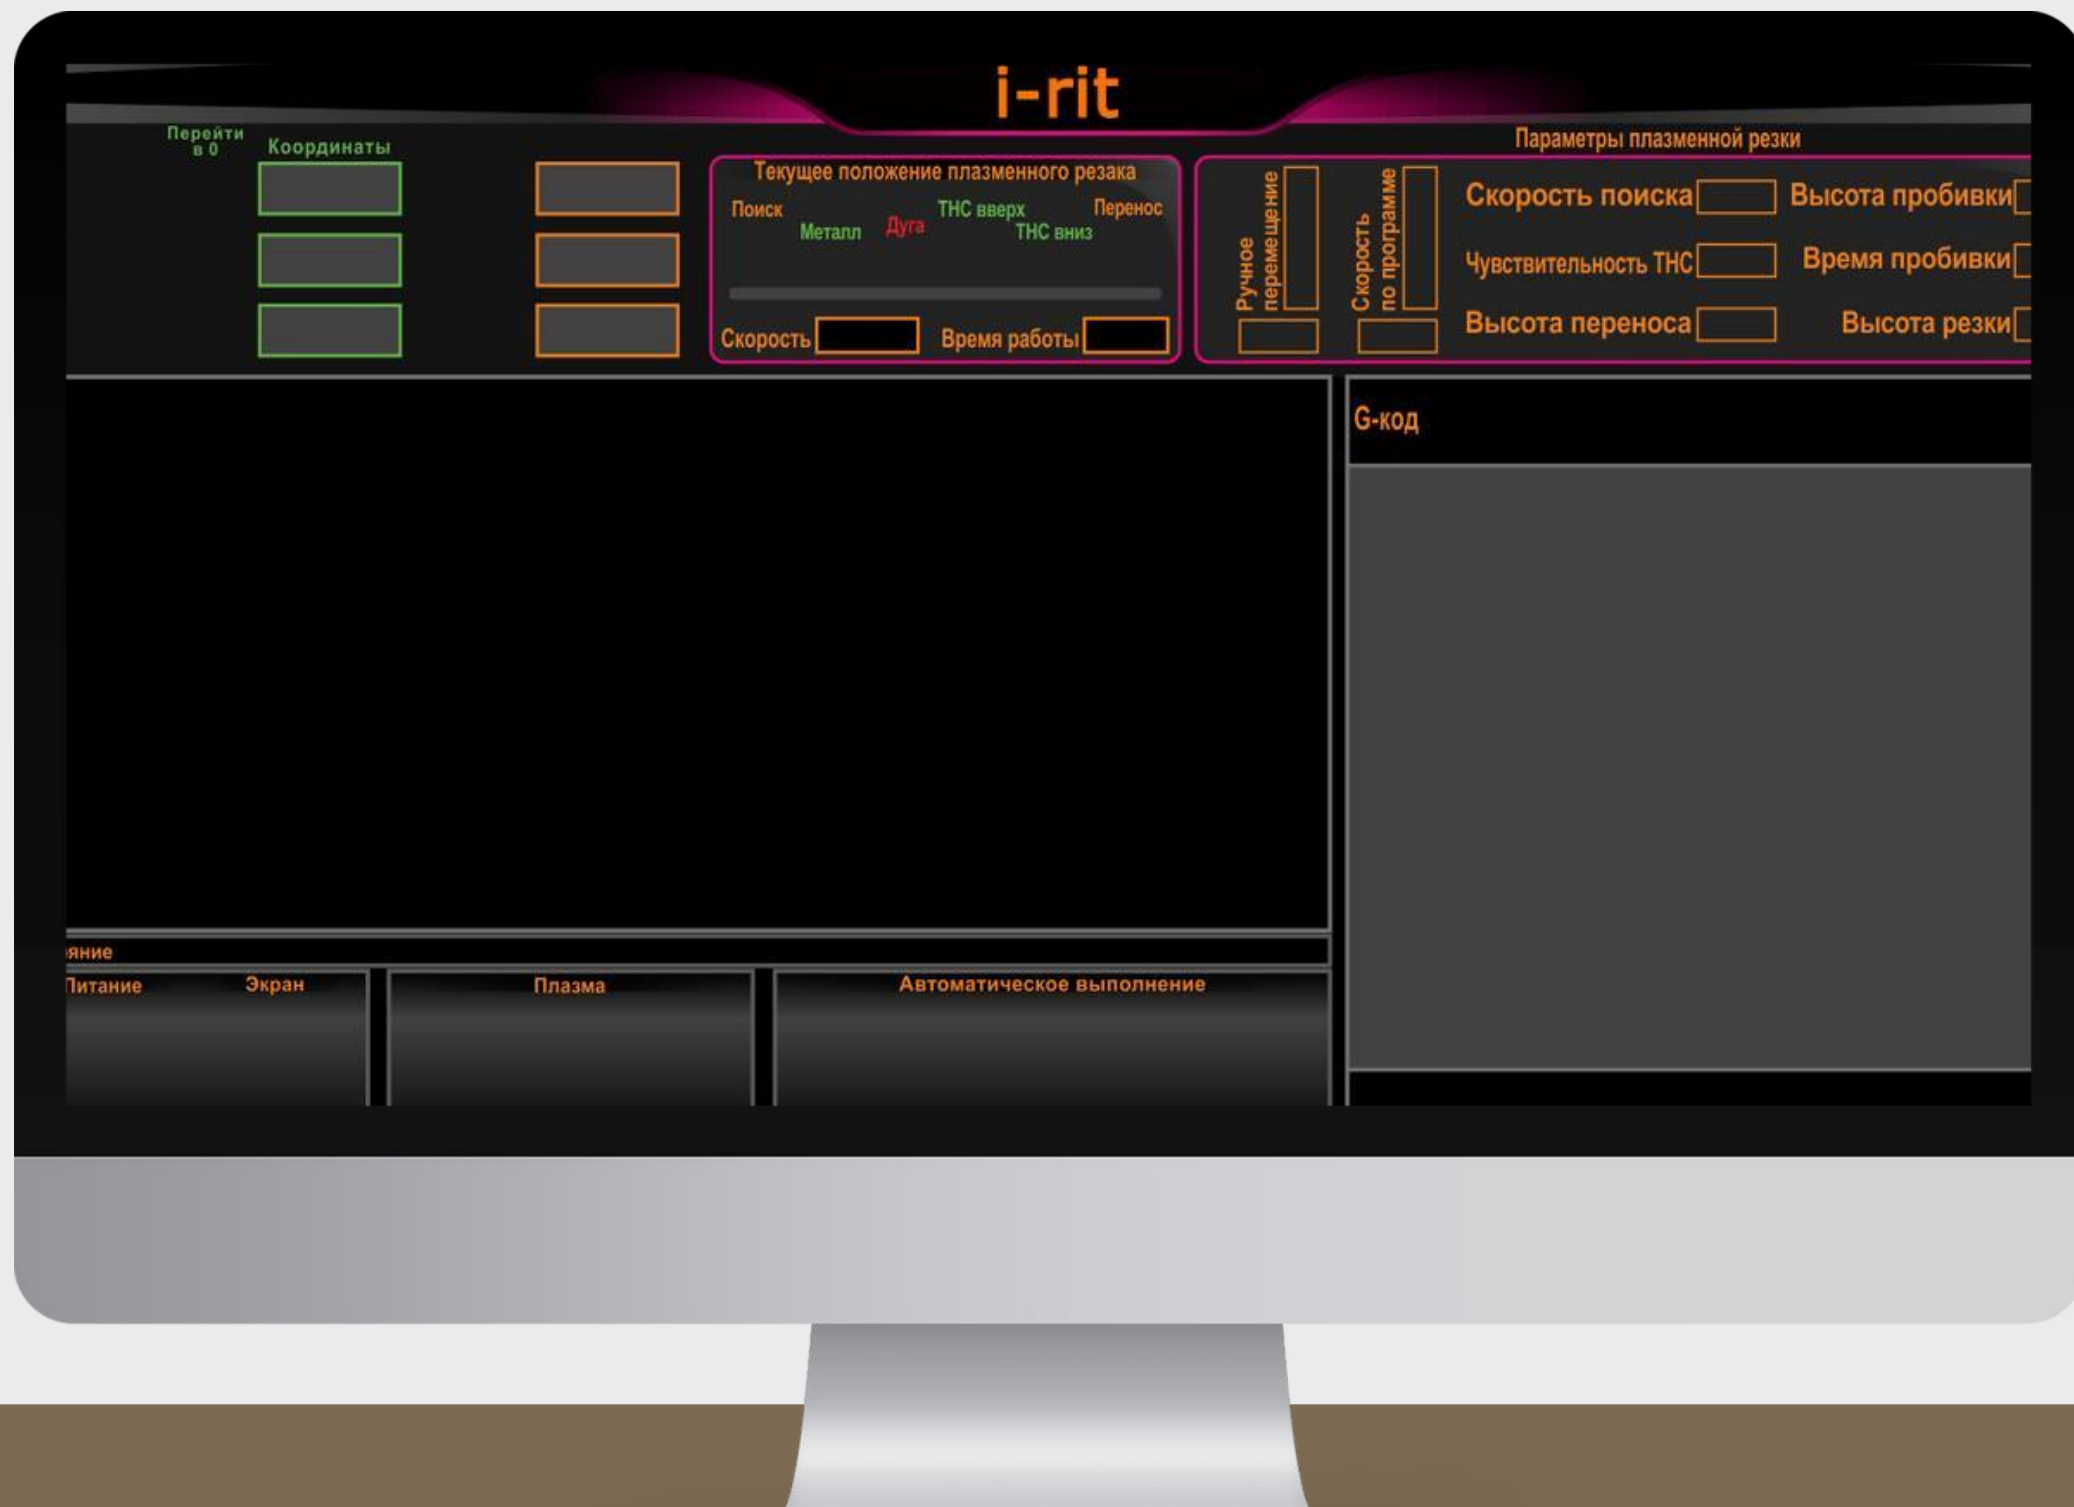 i-rit
Перейти
в 0
Координаты
Текущее положение плазменного резака
Поиск
Металл
Дуга
ТНС вверх
ТНС вниз
Перенос
Скорость
Время работы
Параметры плазменной резки
Ручное
перемещение
Скорость
по программе
Скорость поиска
Высота пробивки
Чувствительность ТНС
Время пробивки
Высота переноса
Высота резки
G-код
яние
Питание
Экран
Плазма
Автоматическое выполнение